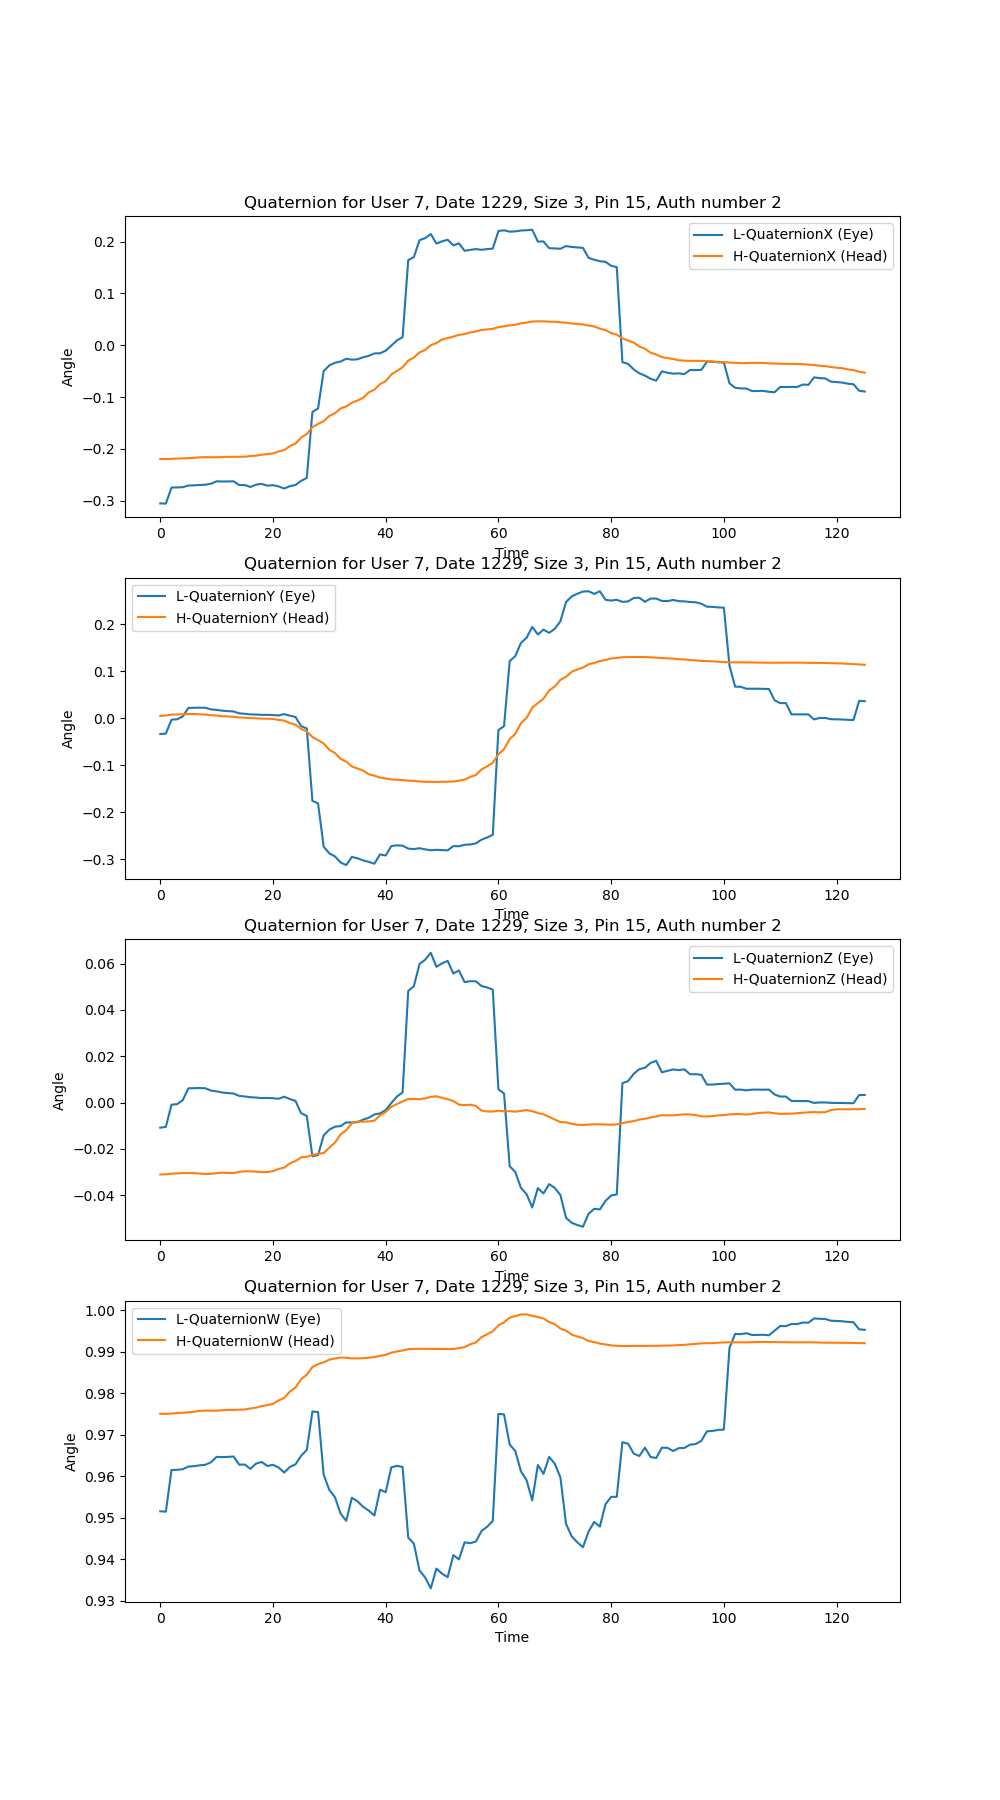 Quaternion for User 7, Date 1229, Size 3, Pin 15, Auth number 2
L-QuaternionX (Eye)
H-QuaternionX (Head)
0.2
0.1
0.0
−0.1
−0.2
−0.3
Angle
0 20 40 60 80 100 120
Time
Quaternion for User 7, Date 1229, Size 3, Pin 15, Auth number 2
L-QuaternionY (Eye)
H-QuaternionY (Head)
0.2
0.1
0.0
−0.1
−0.2
−0.3
Angle
0 20 40 60 80 100 120
Time
Quaternion for User 7, Date 1229, Size 3, Pin 15, Auth number 2
L-QuaternionZ (Eye)
H-QuaternionZ (Head)
0.06
0.04
0.02
0.00
−0.02
−0.04
Angle
0 20 40 60 80 100 120
Time
Quaternion for User 7, Date 1229, Size 3, Pin 15, Auth number 2
L-QuaternionW (Eye)
H-QuaternionW (Head)
1.00
0.99
0.98
0.97
0.96
0.95
0.94
0.93
Angle
0 20 40 60 80 100 120
Time